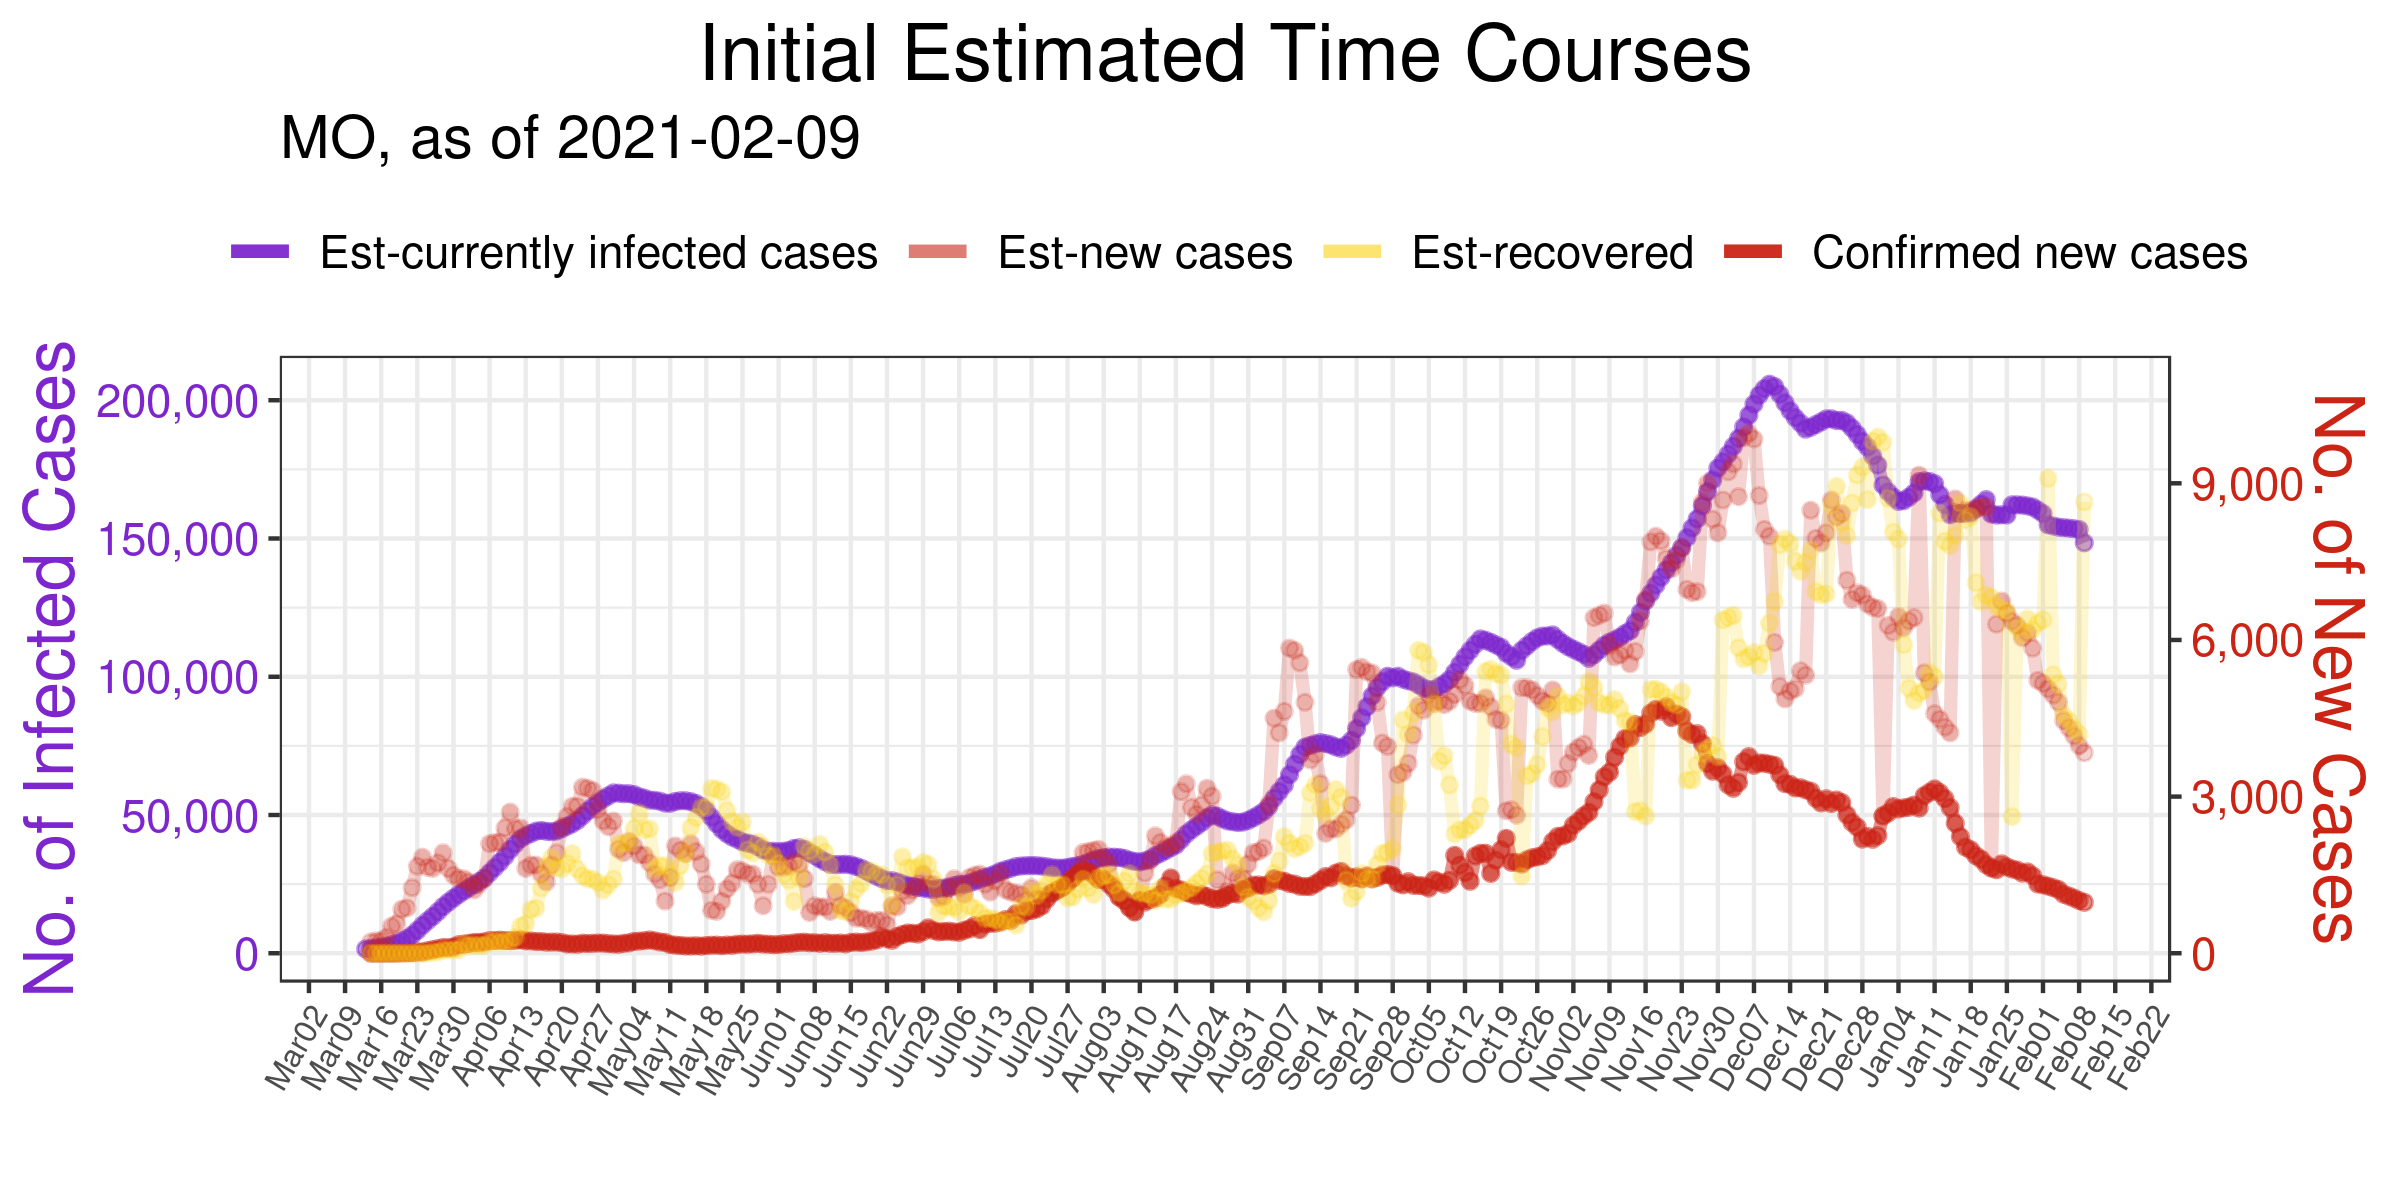 Initial Estimated Time Courses
MO, as of 2021-02-09
Est-currently infected cases Est-new cases Est-recovered Confirmed new cases
No. of Infected Cases
200,000
150,000
100,000
50,000
0
No. of New Cases
9,000
6,000
3,000
0
Mar02 Mar09 Mar16 Mar23 Mar30 Apr06 Apr13 Apr20 Apr27 May04 May11 May18 May25 Jun01 Jun08 Jun15 Jun22 Jun29 Jul06 Jul13 Jul20 Jul27 Aug03 Aug10 Aug17 Aug24 Aug31 Sep07 Sep14 Sep21 Sep28 Oct05 Oct12 Oct19 Oct26 Nov02 Nov09 Nov16 Nov23 Nov30 Dec07 Dec14 Dec21 Dec28 Jan04 Jan11 Jan18 Jan25 Feb01 Feb08 Feb15 Feb22